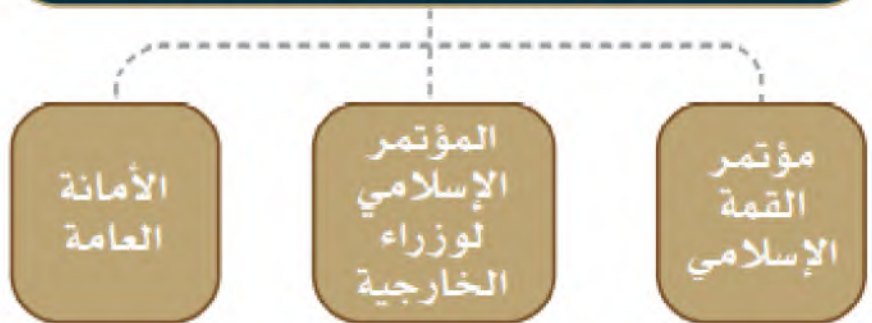 مؤتمر
القمة
الإسلامي
المؤتمر
الإسلامي
لوزراء
الخارجية
الأمانة
العامة